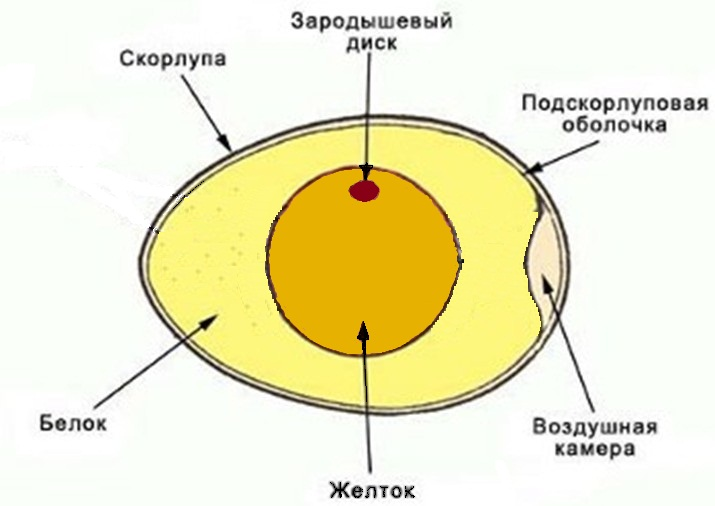 Зародышевый
диск
Скорлупа
Подскорлуповая
оболочка
Белок
Воздушная
камера
Желток